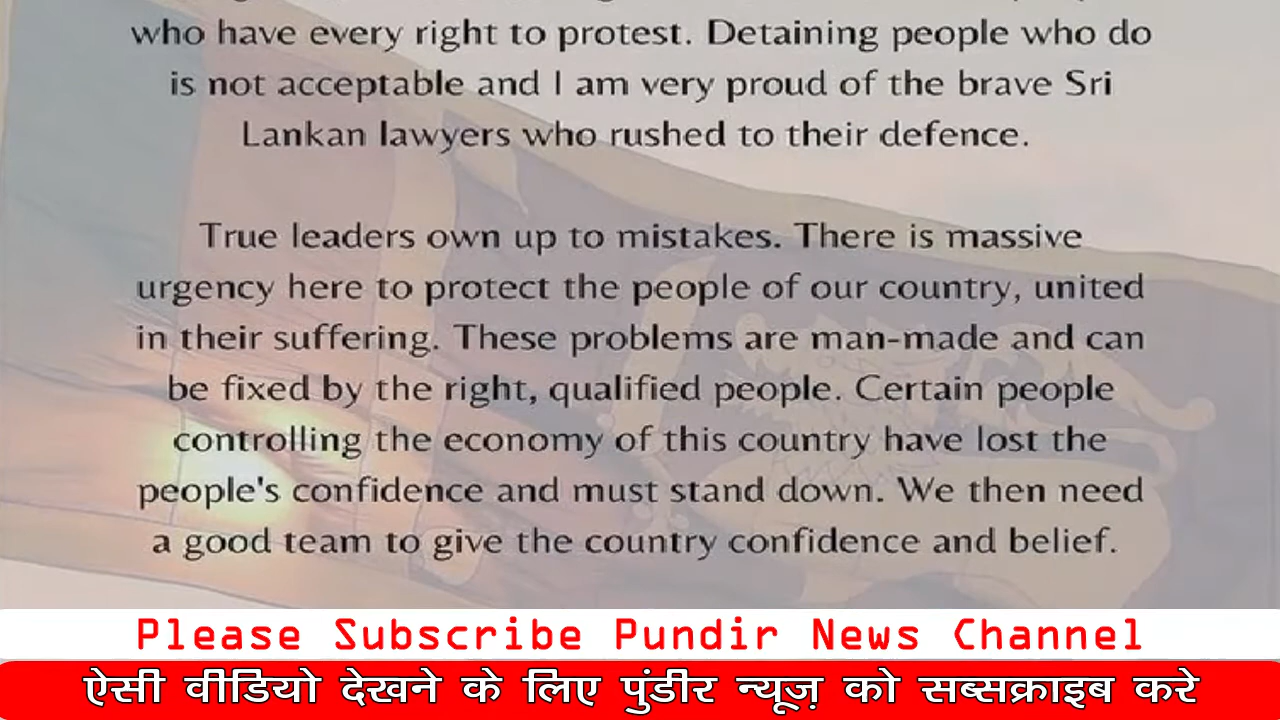 who have every right to protest. Detaining people who do
is not acceptable and I am very proud of the brave Sri
Lankan lawyers who rushed to their defence.
True leaders own up to mistakes. There is massive
urgency here to protect the people of our country, united
in their suffering. These problems are man-made and can
be fixed by the right, qualified people. Certain people
controlling the economy of this country have lost the
people's confidence and must stand down. We then need
a good team to give the country confidence and belief.
Please Subscribe Pundir News Channel
ऐसी वीडियो देखने के लिए पुंडीर न्यूज़ को सब्सक्राइब करे